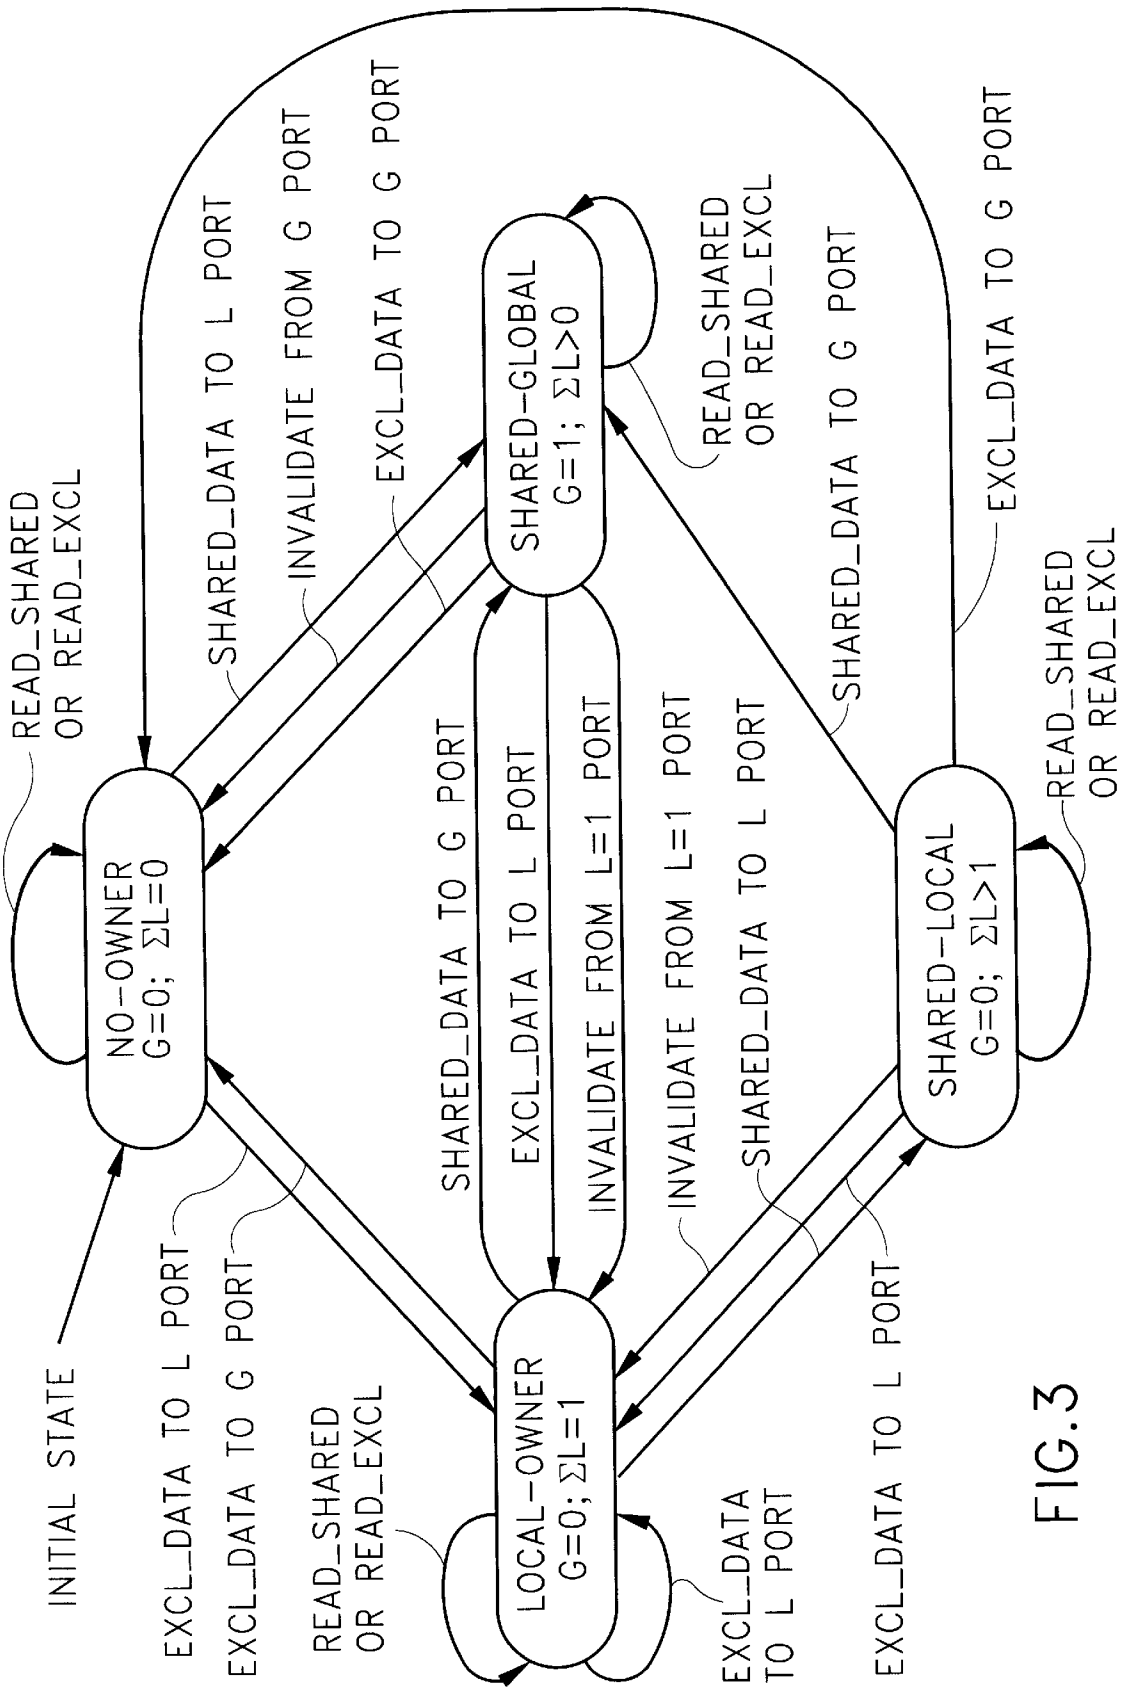 INITIAL STATE
READ_SHARED
OR READ_EXCL
NO-OWNER
G=0; ΣL=0
EXCL_DATA TO L PORT
EXCL_DATA TO G PORT
SHARED_DATA TO L PORT
INVALIDATE FROM G PORT
EXCL_DATA TO G PORT
READ_SHARED
OR READ_EXCL
LOCAL-OWNER
G=0; ΣL=1
EXCL_DATA
TO L PORT
SHARED_DATA TO G PORT
EXCL_DATA TO L PORT
INVALIDATE FROM L=1 PORT
SHARED-GLOBAL
G=1; ΣL>0
READ_SHARED
OR READ_EXCL
INVALIDATE FROM L=1 PORT
SHARED_DATA TO L PORT
EXCL_DATA TO L PORT
SHARED_DATA TO G PORT
SHARED-LOCAL
G=0; ΣL>1
EXCL_DATA TO G PORT
READ_SHARED
OR READ_EXCL
FIG.3